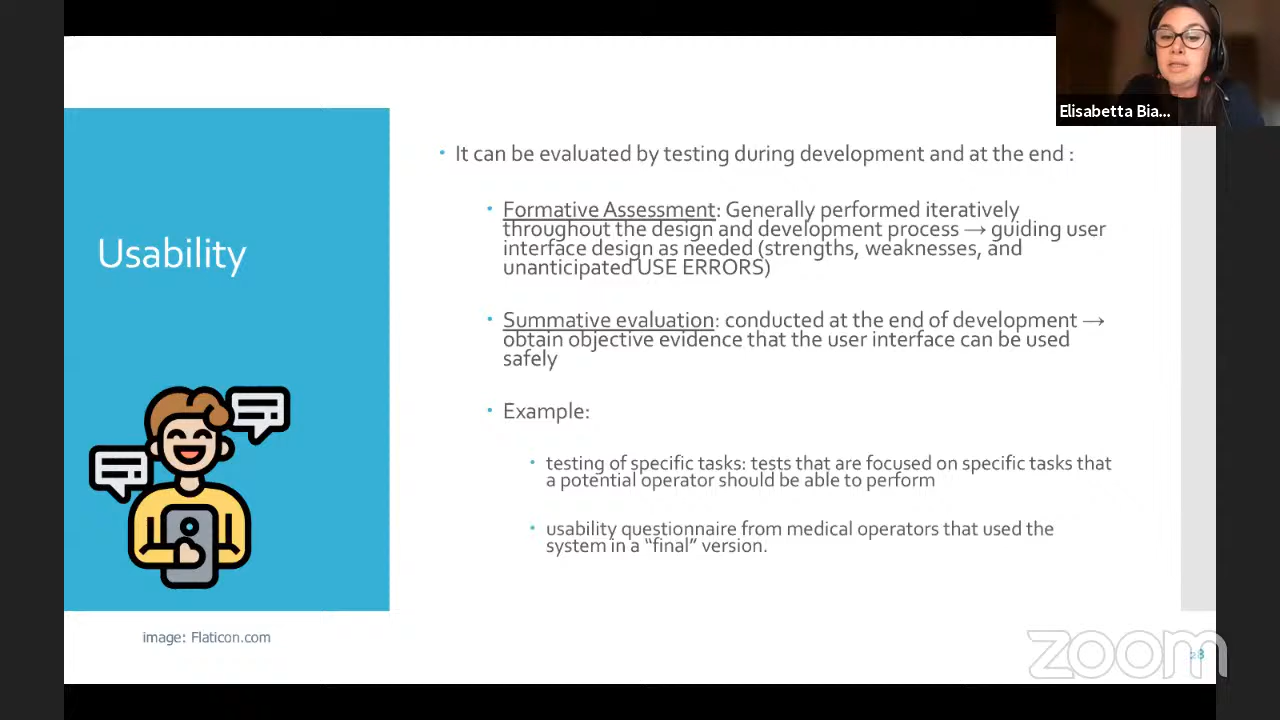 Elisabetta Bia...
It can be evaluated by testing during development and at the end :
Formative Assessment: Generally performed iteratively
throughout the design and development process → guiding user
interface design as needed (strengths, weaknesses, and
unanticipated USE ERRORS)
Usability
Summative evaluation: conducted at the end of development →
obtain objective evidence that the user interface can be used
safely
Example:
testing of specific tasks: tests that are focused on specific tasks that
a potential operator should be able to perform
usability questionnaire from medical operators that used the
system in a “final” version.
image: Flaticon.com
zoom
28